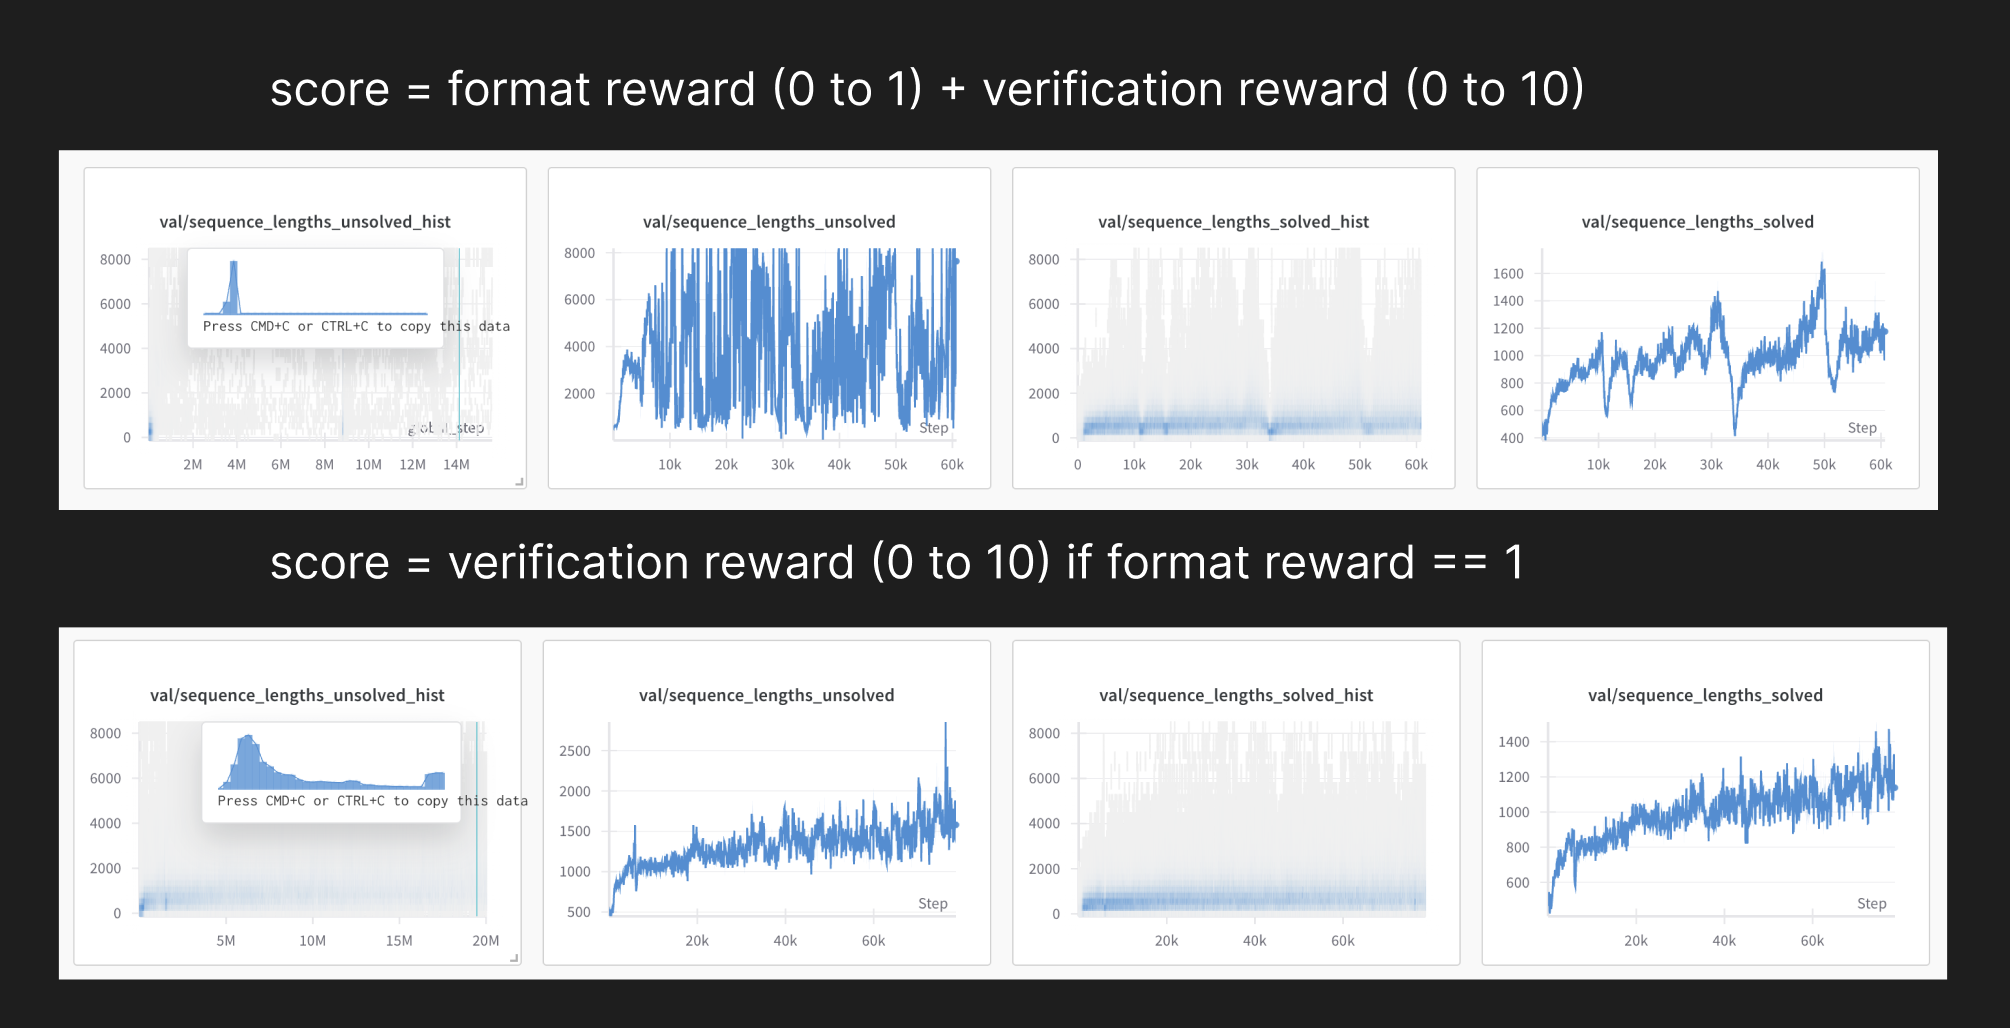 score = format reward (0 to 1) + verification reward (0 to 10)
val/sequence_lengths_unsolved_hist
8000
6000
4000
2000
0
Press CMD+C or CTRL+C to copy this data
global_step
2M 4M 6M 8M 10M 12M 14M
val/sequence_lengths_unsolved
8000
6000
4000
2000
Step
10k 20k 30k 40k 50k 60k
val/sequence_lengths_solved_hist
8000
6000
4000
2000
0
0 10k 20k 30k 40k 50k 60k
val/sequence_lengths_solved
1600
1400
1200
1000
800
600
400
Step
10k 20k 30k 40k 50k 60k
score = verification reward (0 to 10) if format reward == 1
val/sequence_lengths_unsolved_hist
8000
6000
4000
2000
0
Press CMD+C or CTRL+C to copy this data
5M 10M 15M 20M
val/sequence_lengths_unsolved
2500
2000
1500
1000
500
Step
20k 40k 60k
val/sequence_lengths_solved_hist
8000
6000
4000
2000
0
20k 40k 60k
val/sequence_lengths_solved
1400
1200
1000
800
600
Step
20k 40k 60k